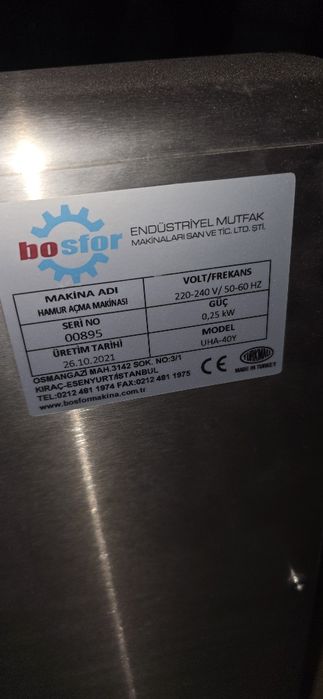 bosfor
ENDÜSTRİYEL MUTFAK
MAKİNALARI SAN VE TİC. LTD. ŞTİ.
MAKİNA ADI
HAMUR AÇMA MAKİNASI
VOLT/FREKANS
220-240 V/ 50-60 HZ
SERİ NO
00895
GÜÇ
0,25 kW
ÜRETİM TARİHİ
26.10.2021
MODEL
UHA-40Y
OSMANGAZİ MAH.3142 SOK. NO:3/1
KIRAÇ-ESENYURT/İSTANBUL
TEL:0212 481 1974 FAX:0212 481 1975
www.bosformakina.com.tr
CE
TÜRKMALI
MADE IN TURKEY